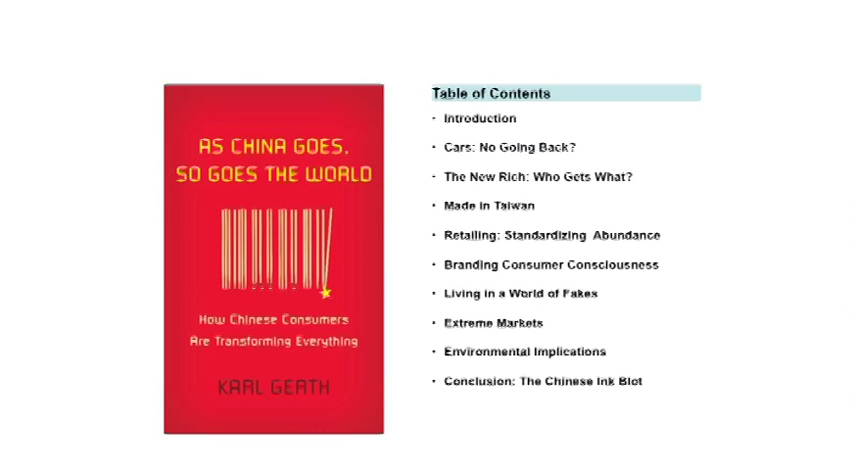 AS CHINA GOES,
SO GOES THE WORLD
How Chinese Consumers
Are Transforming Everything
KARL GERTH
Table of Contents
· Introduction
· Cars: No Going Back?
· The New Rich: Who Gets What?
· Made in Taiwan
· Retailing: Standardizing Abundance
· Branding Consumer Consciousness
· Living in a World of Fakes
· Extreme Markets
· Environmental Implications
· Conclusion: The Chinese Ink Blot